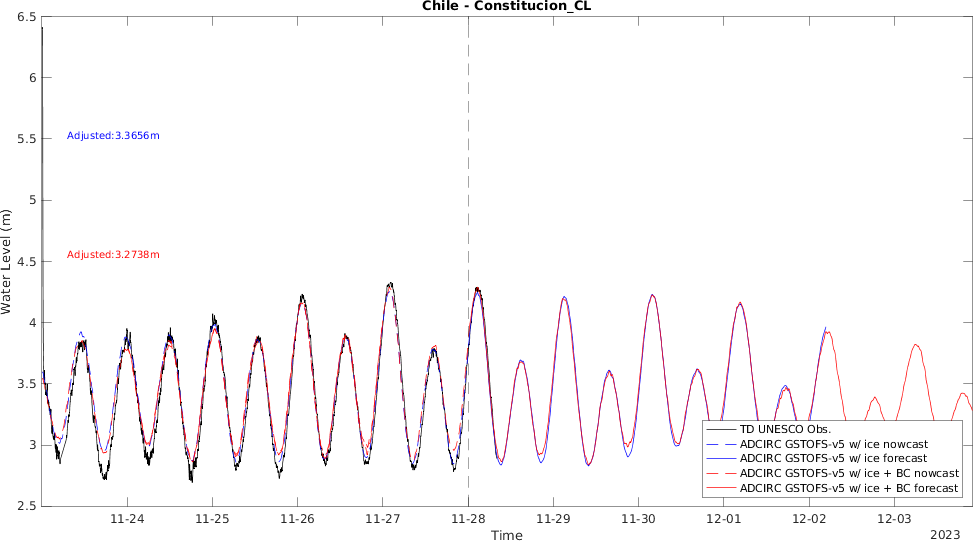 Chile - Constitucion_CL
6.5
6
5.5
5
4.5
4
3.5
3
2.5
Water Level (m)
Adjusted:3.3656m
Adjusted:3.2738m
TD UNESCO Obs.
ADCIRC GSTOFS-v5 w/ ice nowcast
ADCIRC GSTOFS-v5 w/ ice forecast
ADCIRC GSTOFS-v5 w/ ice + BC nowcast
ADCIRC GSTOFS-v5 w/ ice + BC forecast
11-24 11-25 11-26 11-27 11-28 11-29 11-30 12-01 12-02 12-03
Time
2023